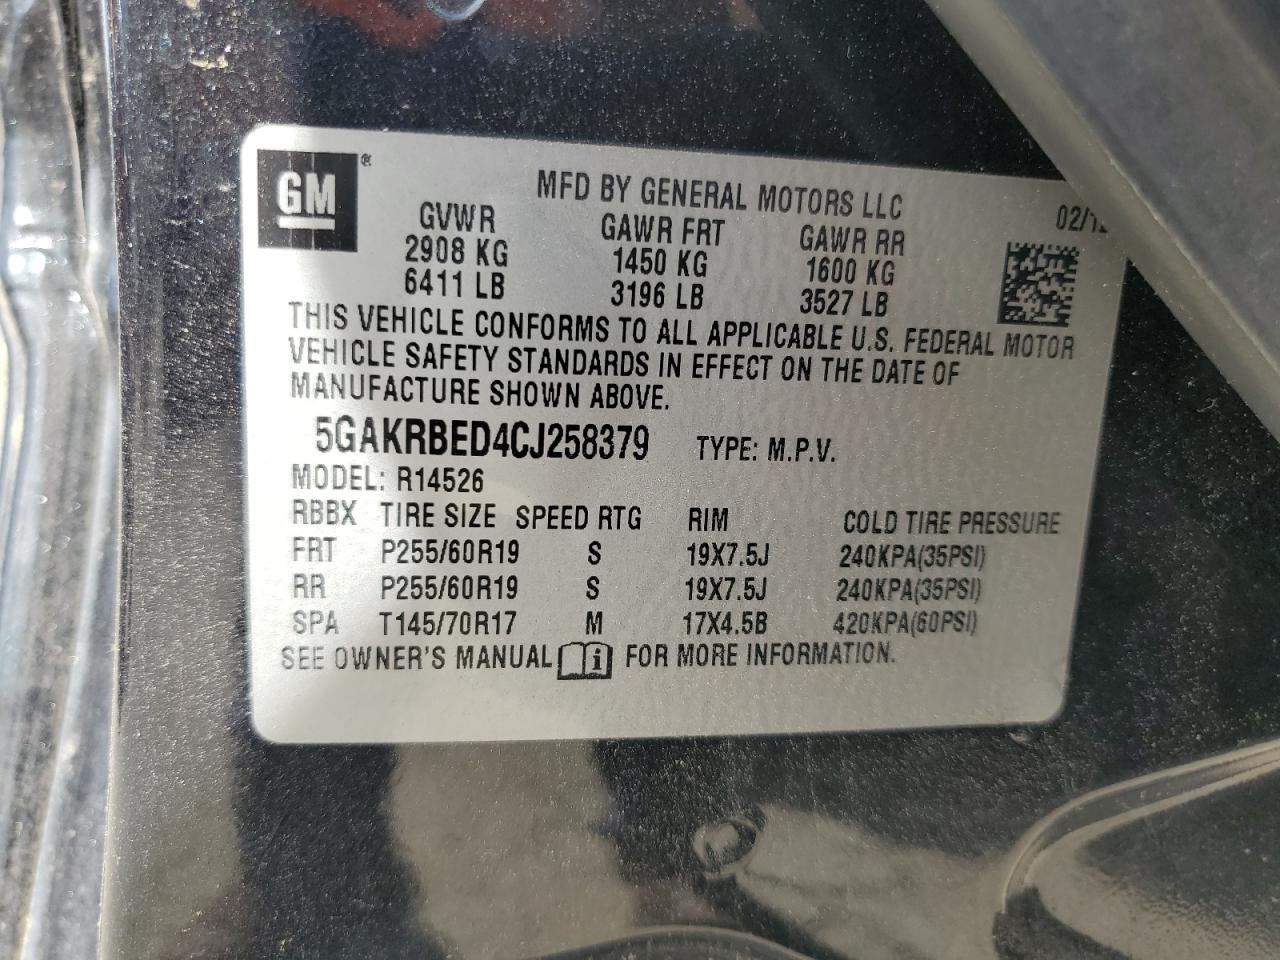 GM ®
MFD BY GENERAL MOTORS LLC
GVWR GAWR FRT GAWR RR
2908 KG 1450 KG 1600 KG
6411 LB 3196 LB 3527 LB
THIS VEHICLE CONFORMS TO ALL APPLICABLE U.S. FEDERAL MOTOR
VEHICLE SAFETY STANDARDS IN EFFECT ON THE DATE OF
MANUFACTURE SHOWN ABOVE.
5GAKRBED4CJ258379 TYPE: M.P.V.
MODEL: R14526
RBBX TIRE SIZE SPEED RTG RIM COLD TIRE PRESSURE
FRT P255/60R19 S 19X7.5J 240KPA(35PSI)
RR P255/60R19 S 19X7.5J 240KPA(35PSI)
SPA T145/70R17 M 17X4.5B 420KPA(60PSI)
SEE OWNER'S MANUAL FOR MORE INFORMATION.